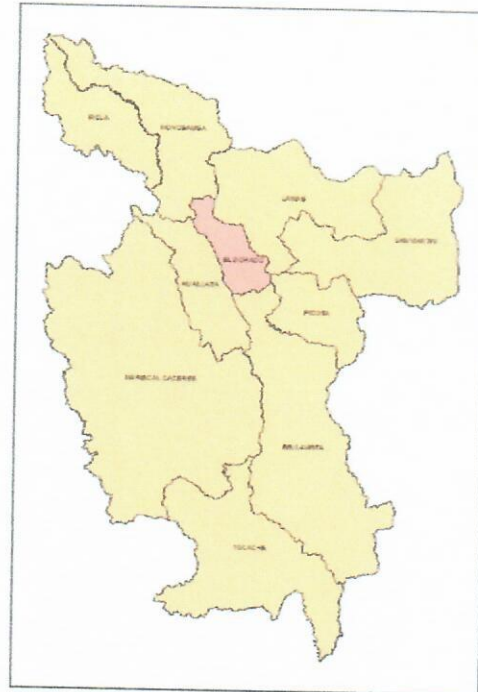 RIOJA
MOYOBAMBA
LAMAS
SAN MARTIN
EL DORADO
HUALLAGA
PICOTA
MARISCAL CACERES
BELLAVISTA
TOCACHE